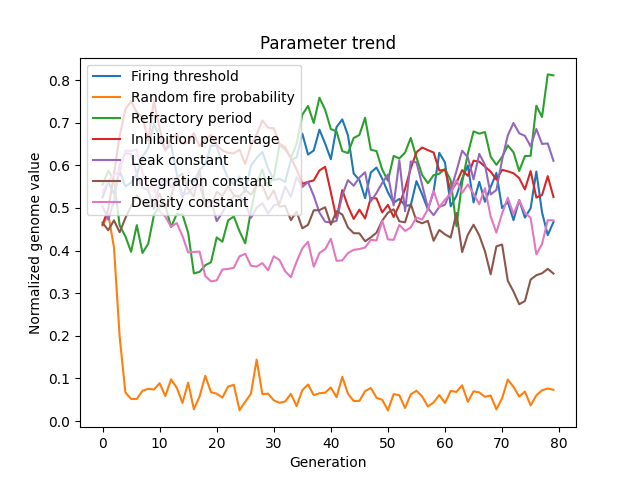 Parameter trend
Firing threshold
Random fire probability
Refractory period
Inhibition percentage
Leak constant
Integration constant
Density constant
Normalized genome value
0.8
0.7
0.6
0.5
0.4
0.3
0.2
0.1
0.0
0 10 20 30 40 50 60 70 80
Generation